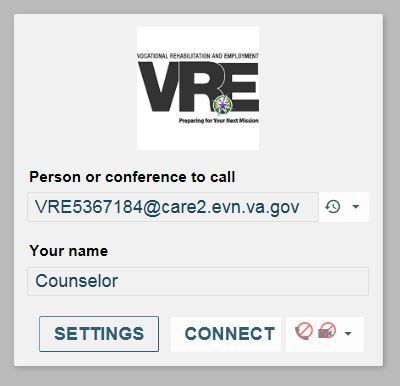 VOCATIONAL REHABILITATION AND EMPLOYMENT
VRE
Preparing for Your Next Mission
Person or conference to call
VRE5367184@care2.evn.va.gov
Your name
Counselor
SETTINGS CONNECT